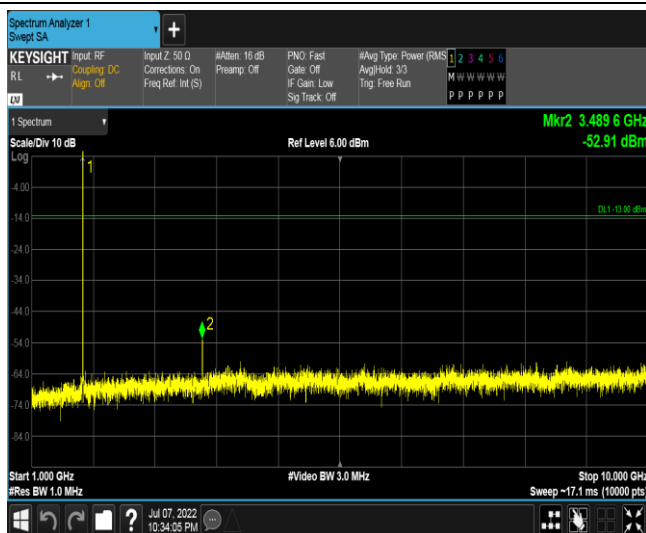 Spectrum Analyzer 1
Swept SA
+
KEYSIGHT
RL
LXI
Input: RF
Coupling: DC
Align: Off
Input Z: 50 Ω
Corrections: On
Freq Ref: Int (S)
#Atten: 16 dB
Preamp: Off
PNO: Fast
Gate: Off
IF Gain: Low
Sig Track: Off
#Avg Type: Power (RMS
Avg|Hold: 3/3
Trig: Free Run
1 2 3 4 5 6
M W W W W W
P P P P P P
1 Spectrum
Mkr2 3.489 6 GHz
Scale/Div 10 dB
Ref Level 6.00 dBm
-52.91 dBm
Log
1
-4.00
DL1 -13.00 dBm
-14.0
-24.0
-34.0
-44.0
2
-54.0
-64.0
-74.0
-84.0
Start 1.000 GHz
#Video BW 3.0 MHz
Stop 10.000 GHz
#Res BW 1.0 MHz
Sweep ~17.1 ms (10000 pts)
?
Jul 07, 2022
10:34:05 PM